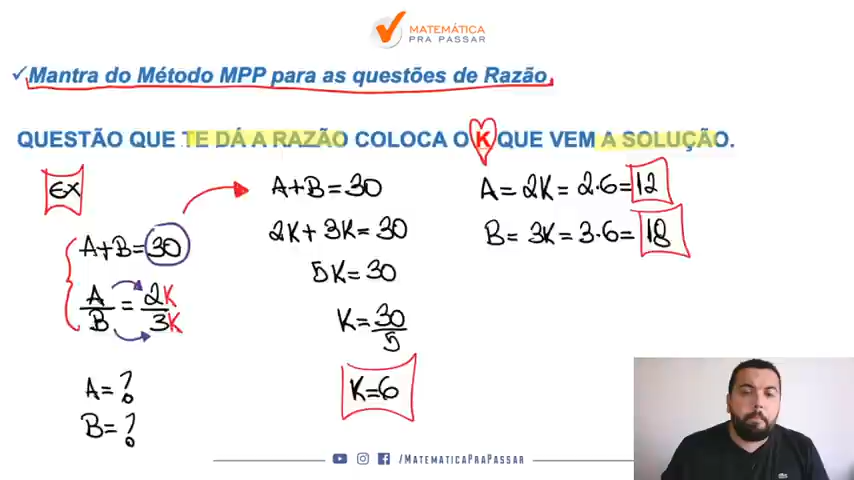 MATEMÁTICA
PRA PASSAR
✓Mantra do Método MPP para as questões de Razão
QUESTÃO QUE TE DÁ A RAZÃO COLOCA O K QUE VEM A SOLUÇÃO.
EX
A+B=30
A/B = 2K/3K
A=?
B=?
A+B=30
2K+3K=30
5K=30
K=30/5
K=6
A=2K=2·6=12
B=3K=3·6=18
/MATEMATICAPRAPASSAR